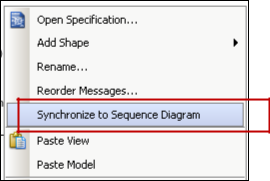 Open Specification...
Add Shape
Rename...
Reorder Messages...
Synchronize to Sequence Diagram
Paste View
Paste Model